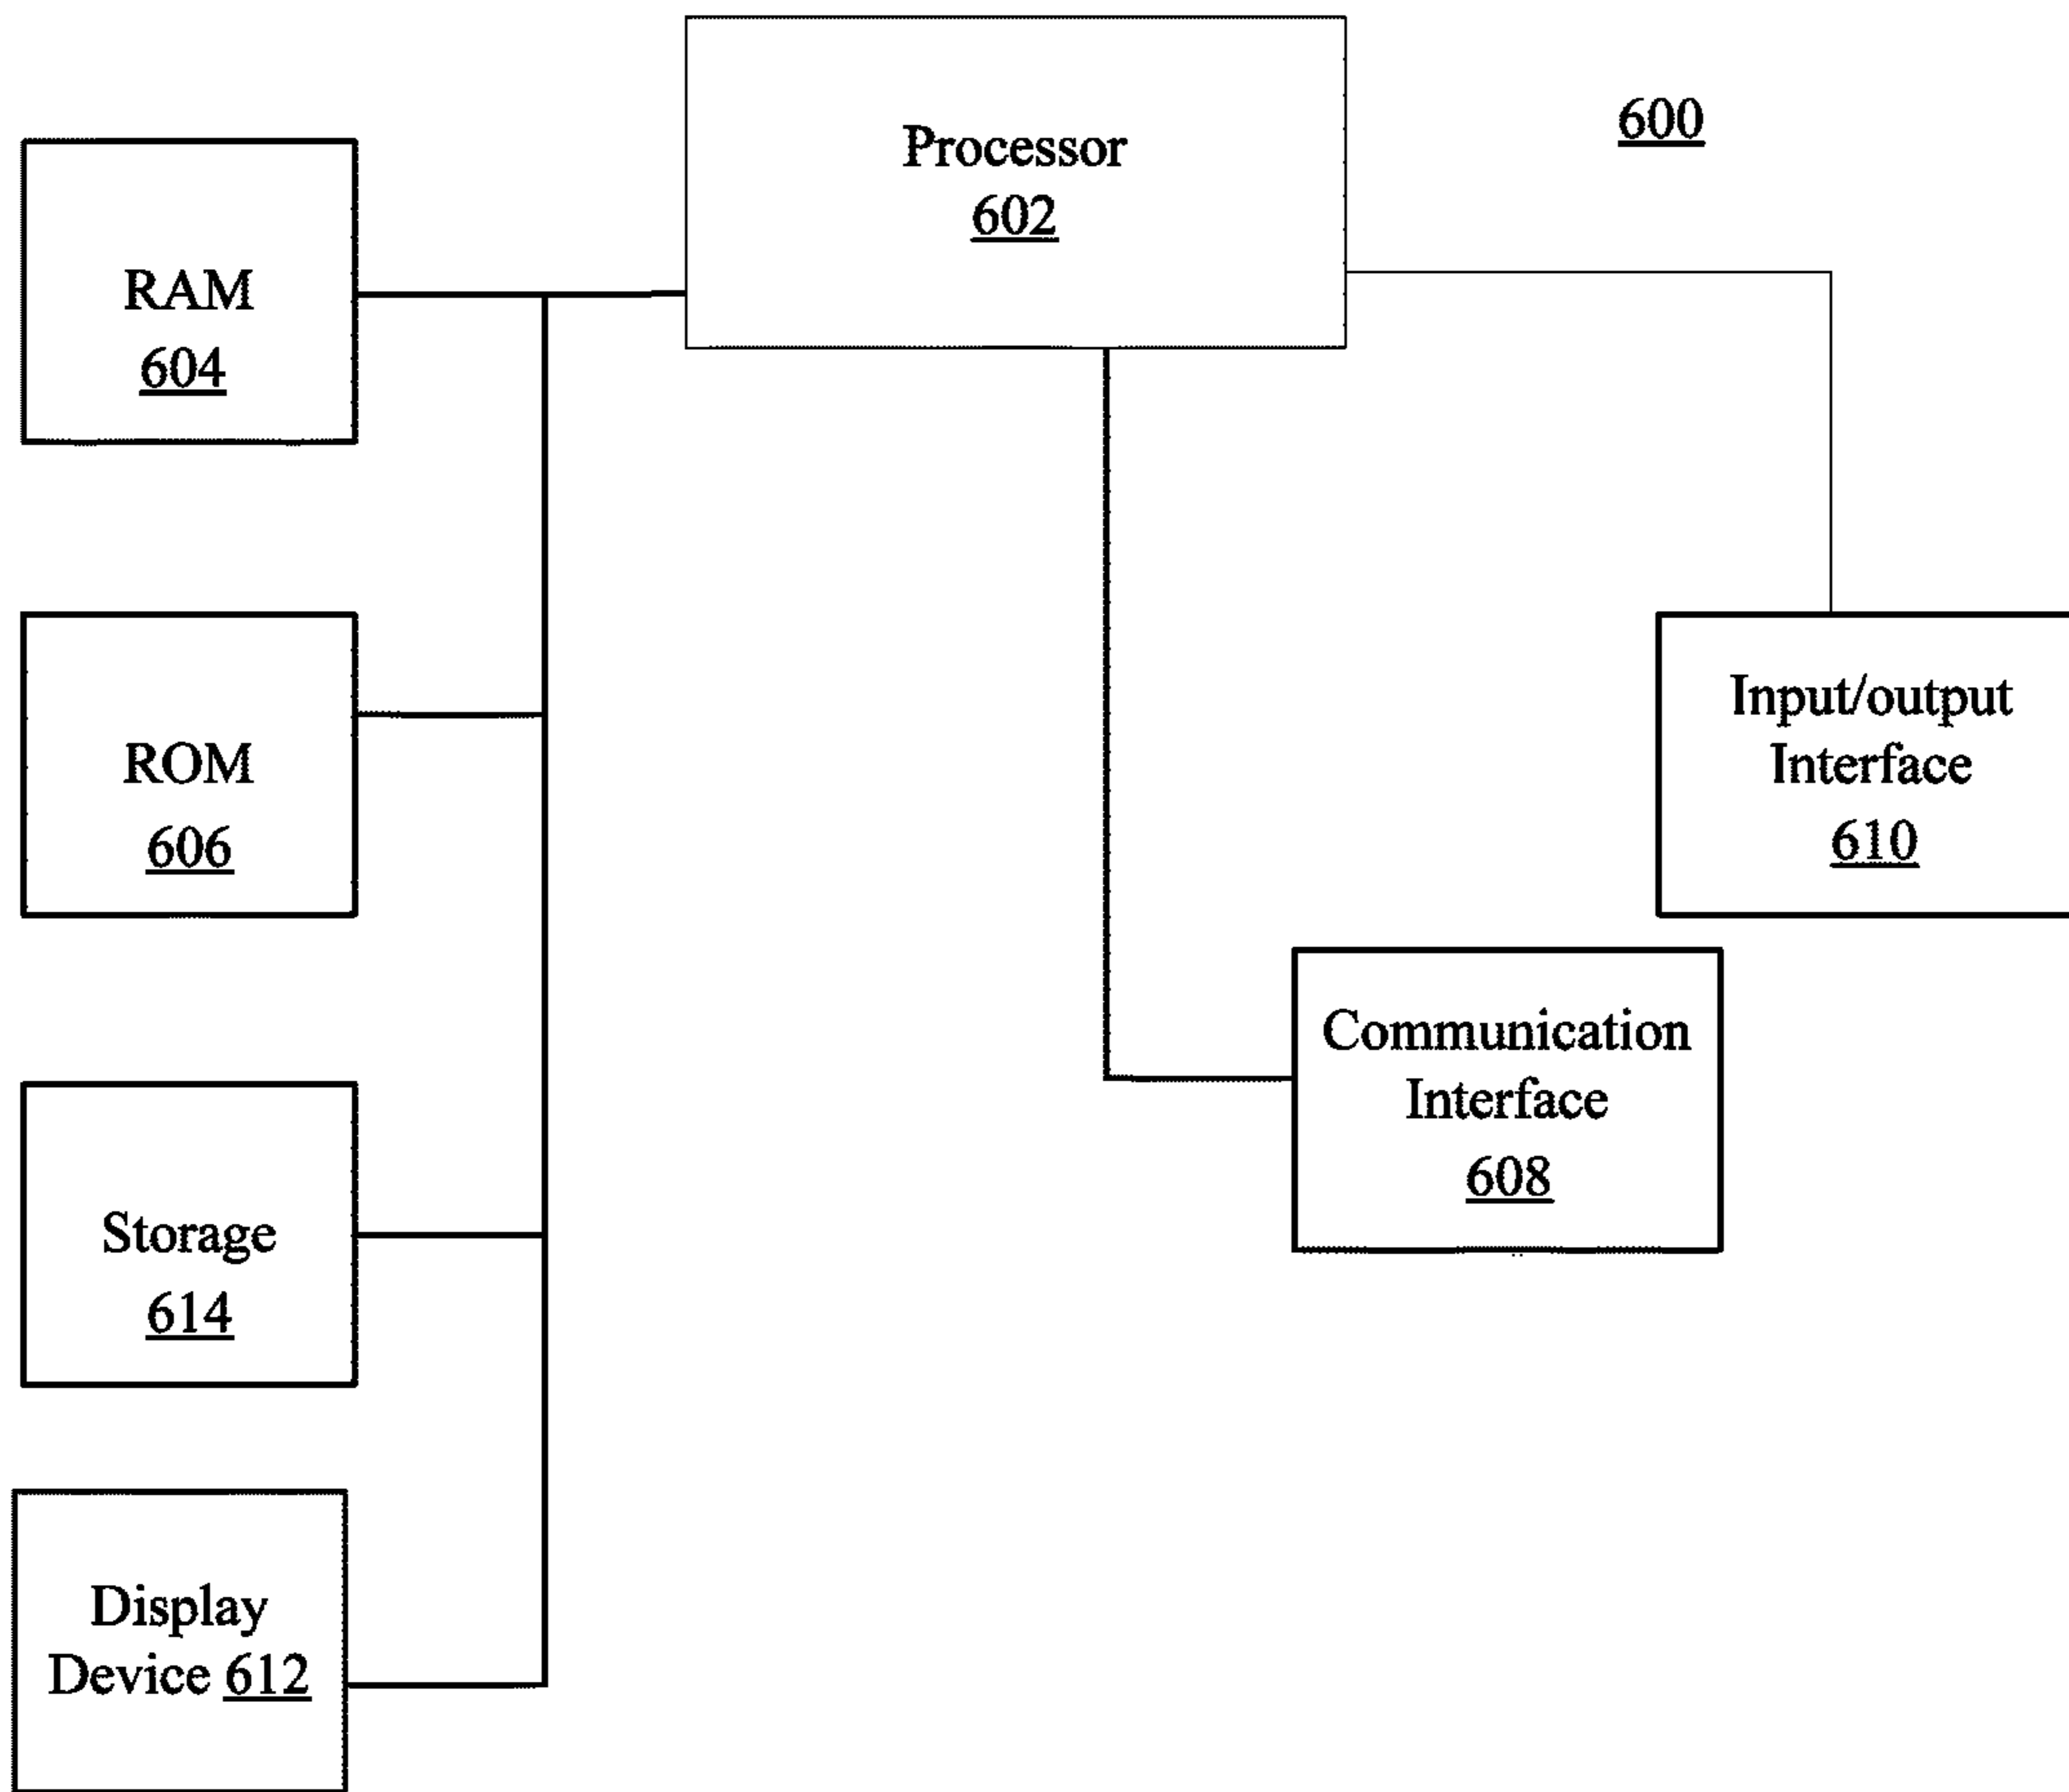 Processor
602
600
RAM
604
ROM
606
Input/output
Interface
610
Communication
Interface
608
Storage
614
Display
Device 612